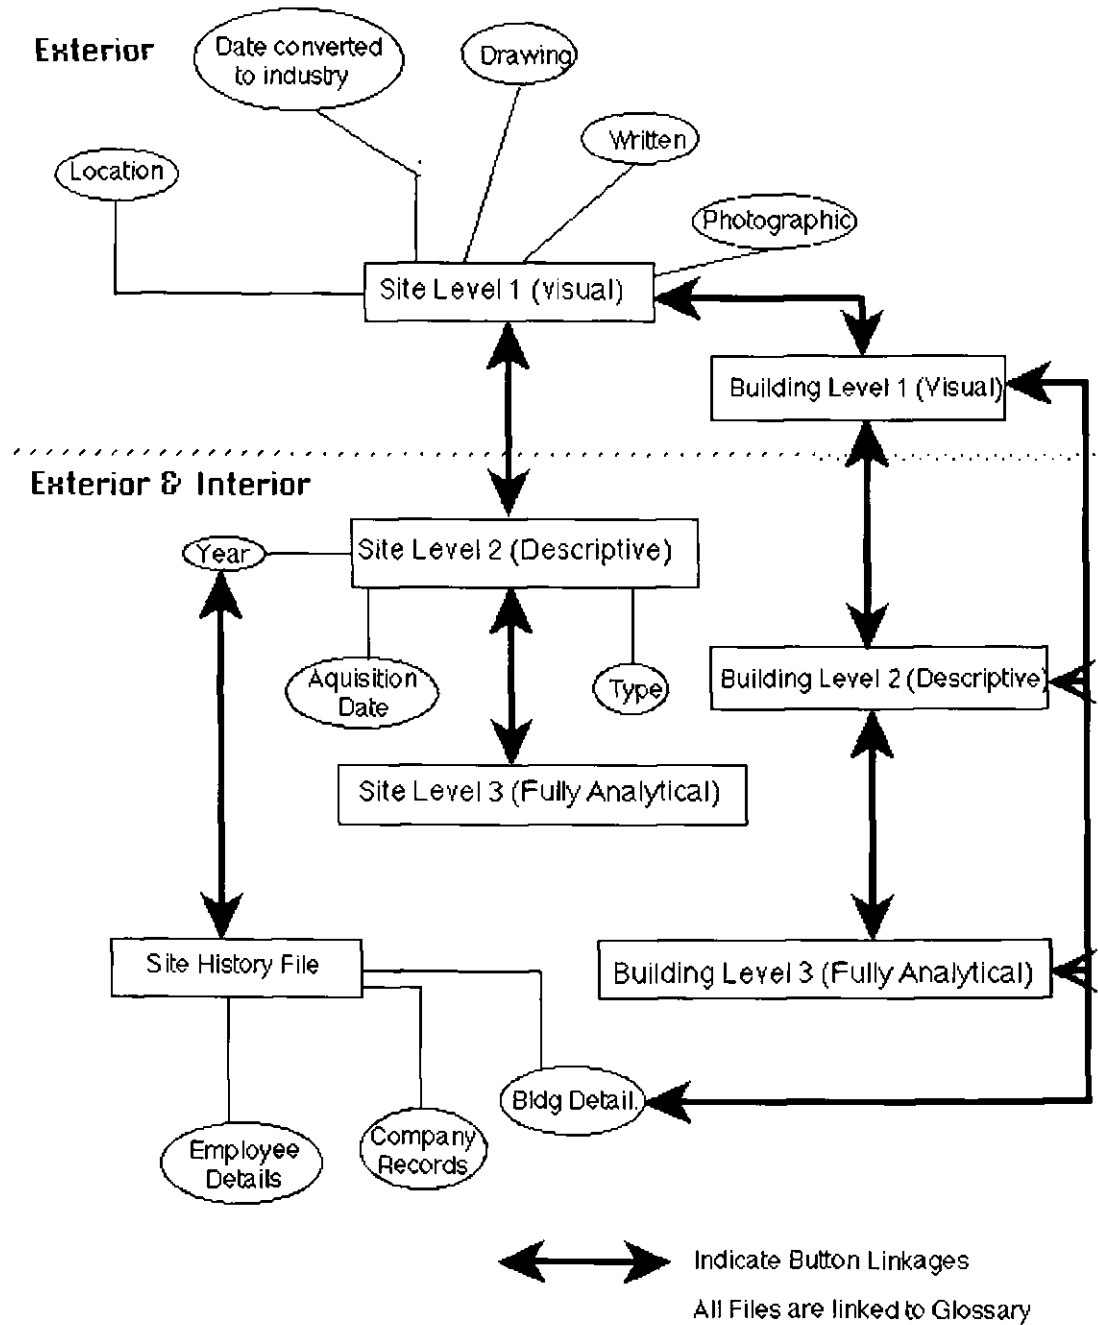 Exterior
Date converted
to industry
Drawing
Written
Location
Photographic
Site Level 1 (visual)
Building Level 1 (Visual)
Exterior & Interior
Year
Site Level 2 (Descriptive)
Aquisition
Date
Type
Building Level 2 (Descriptive)
Site Level 3 (Fully Analytical)
Site History File
Building Level 3 (Fully Analytical)
Bldg Detail.
Employee
Details
Company
Records
Indicate Button Linkages
All Files are linked to Glossary